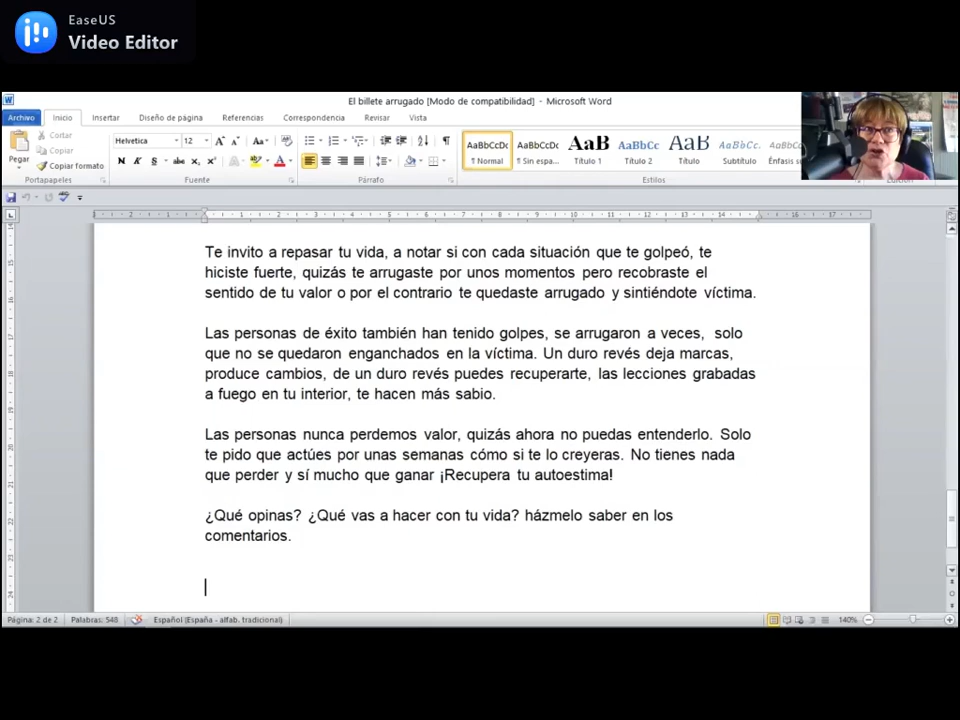 EaseUS
Video Editor
El billete arrugado [Modo de compatibilidad] - Microsoft Word
Archivo Inicio Insertar Diseño de página Referencias Correspondencia Revisar Vista
Pegar
Cortar
Copiar
Copiar formato
Portapapeles
Helvetica 12
Fuente
Párrafo
AaBbCcDc AaBbCcDc AaB AaBbCc AaB AaBbCc. AaBbCcDc
¶ Normal ¶ Sin espa... Título 1 Título 2 Título Subtítulo Énfasis s
Estilos
Te invito a repasar tu vida, a notar si con cada situación que te golpeó, te
hiciste fuerte, quizás te arrugaste por unos momentos pero recobraste el
sentido de tu valor o por el contrario te quedaste arrugado y sintiéndote víctima.
Las personas de éxito también han tenido golpes, se arrugaron a veces, solo
que no se quedaron enganchados en la víctima. Un duro revés deja marcas,
produce cambios, de un duro revés puedes recuperarte, las lecciones grabadas
a fuego en tu interior, te hacen más sabio.
Las personas nunca perdemos valor, quizás ahora no puedas entenderlo. Solo
te pido que actúes por unas semanas cómo si te lo creyeras. No tienes nada
que perder y sí mucho que ganar ¡Recupera tu autoestima!
¿Qué opinas? ¿Qué vas a hacer con tu vida? házmelo saber en los
comentarios.
Página: 2 de 2 Palabras: 548 Español (España - alfab. tradicional) 140%